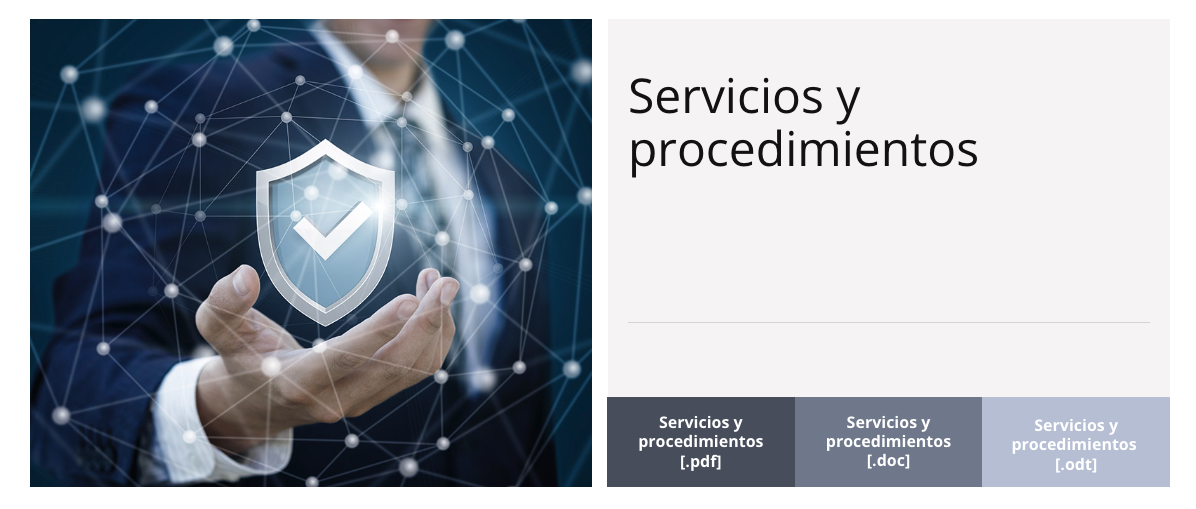 Servicios y
procedimientos
Servicios y
procedimientos
[.pdf]
Servicios y
procedimientos
[.doc]
Servicios y
procedimientos
[.odt]